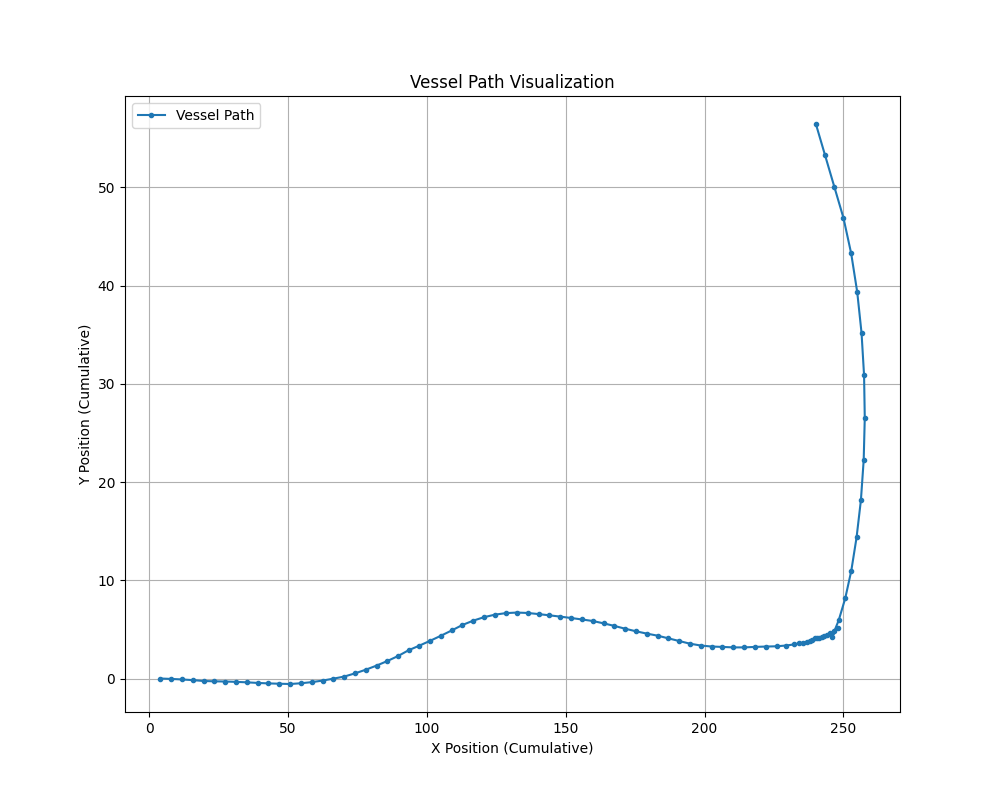 Vessel Path Visualization
Vessel Path
Y Position (Cumulative)
50
40
30
20
10
0
0 50 100 150 200 250
X Position (Cumulative)